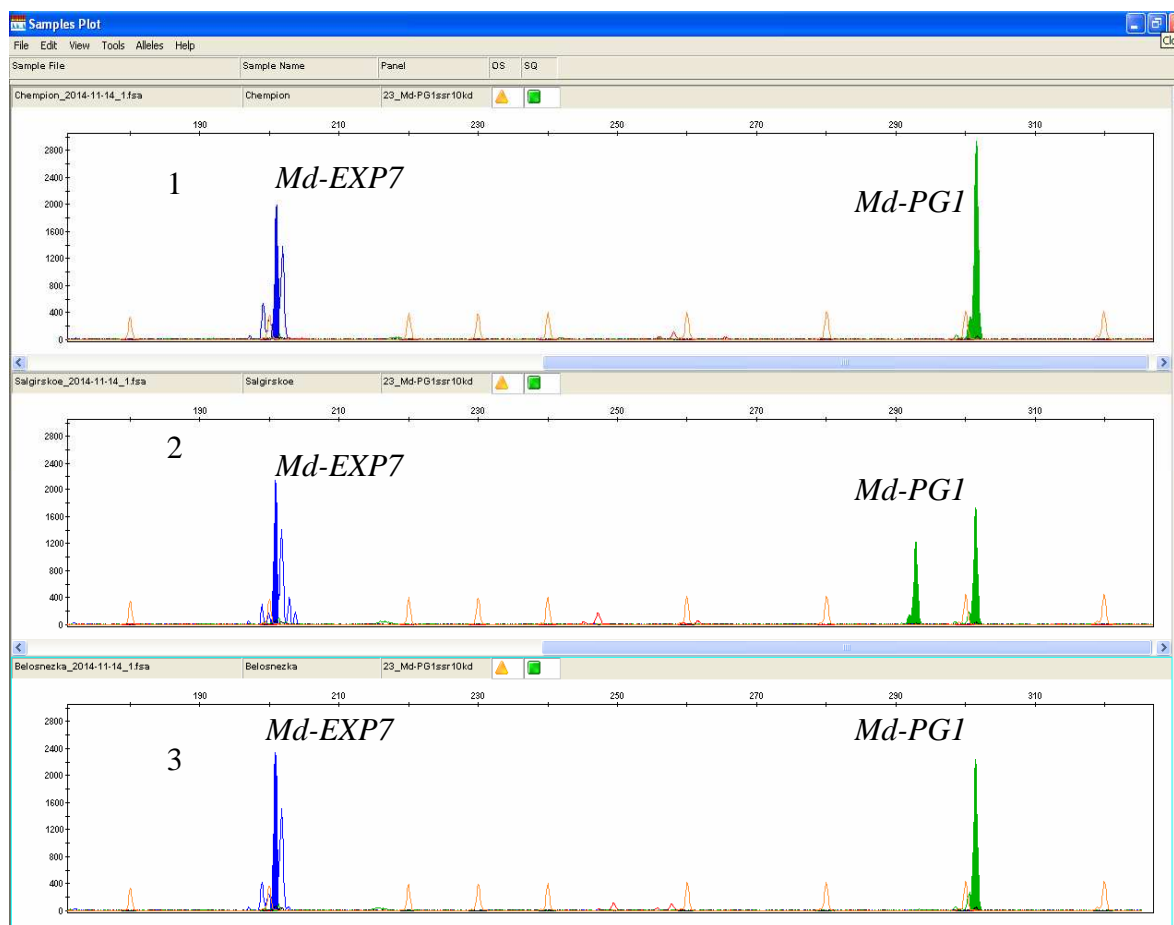 Samples Plot
File Edit View Tools Alleles Help
Clo
Sample File Sample Name Panel OS SQ
Chempion_2014-11-14_1.fsa Chempion 23_Md-PG1ssr10kd
190 210 230 250 270 290 310
1 Md-EXP7 Md-PG1
2800
2400
2000
1600
1200
800
400
0
Salgirskoe_2014-11-14_1.fsa Salgirskoe 23_Md-PG1ssr10kd
190 210 230 250 270 290 310
2 Md-EXP7 Md-PG1
2800
2400
2000
1600
1200
800
400
0
Belosnezka_2014-11-14_1.fsa Belosnezka 23_Md-PG1ssr10kd
190 210 230 250 270 290 310
3 Md-EXP7 Md-PG1
2800
2400
2000
1600
1200
800
400
0